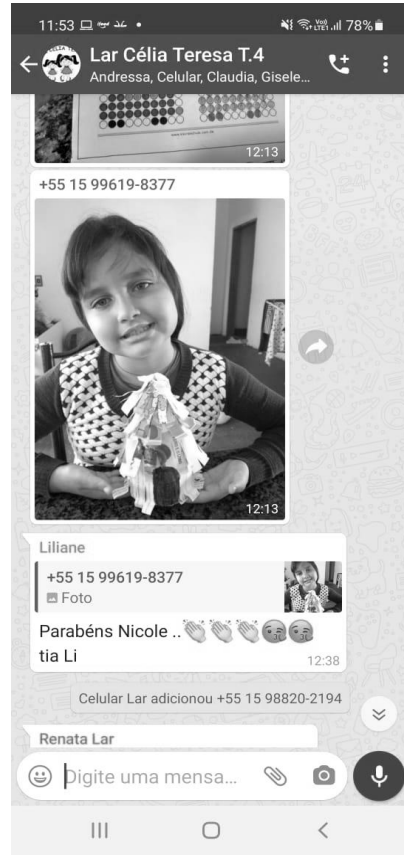 11:53
78%
Lar Célia Teresa T.4
Andressa, Celular, Claudia, Gisele...
12:13
+55 15 99619-8377
12:13
Liliane
+55 15 99619-8377
Foto
Parabéns Nicole ..
tia Li
12:38
Celular Lar adicionou +55 15 98820-2194
Renata Lar
Digite uma mensa...